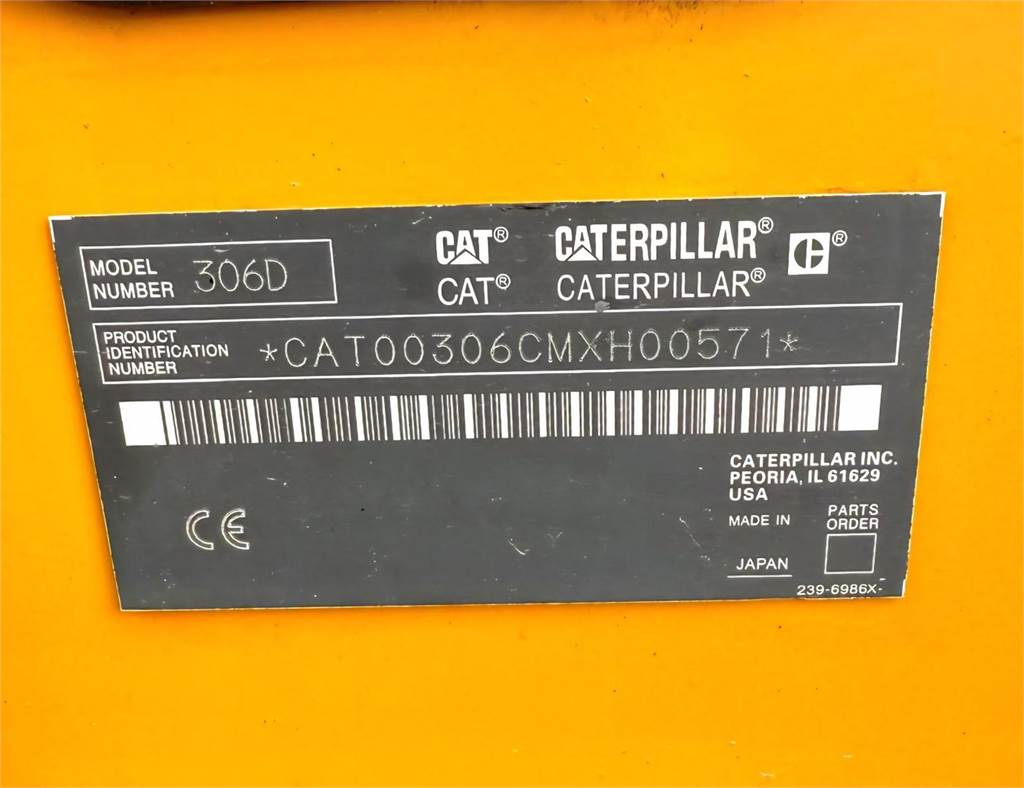 MODEL NUMBER 306D
CAT® CATERPILLAR®
CAT® CATERPILLAR®
PRODUCT
IDENTIFICATION
NUMBER
*CAT00306CMXH00571*
CATERPILLAR INC.
PEORIA, IL 61629
USA
MADE IN
JAPAN
PARTS
ORDER
CE
239-6986X-